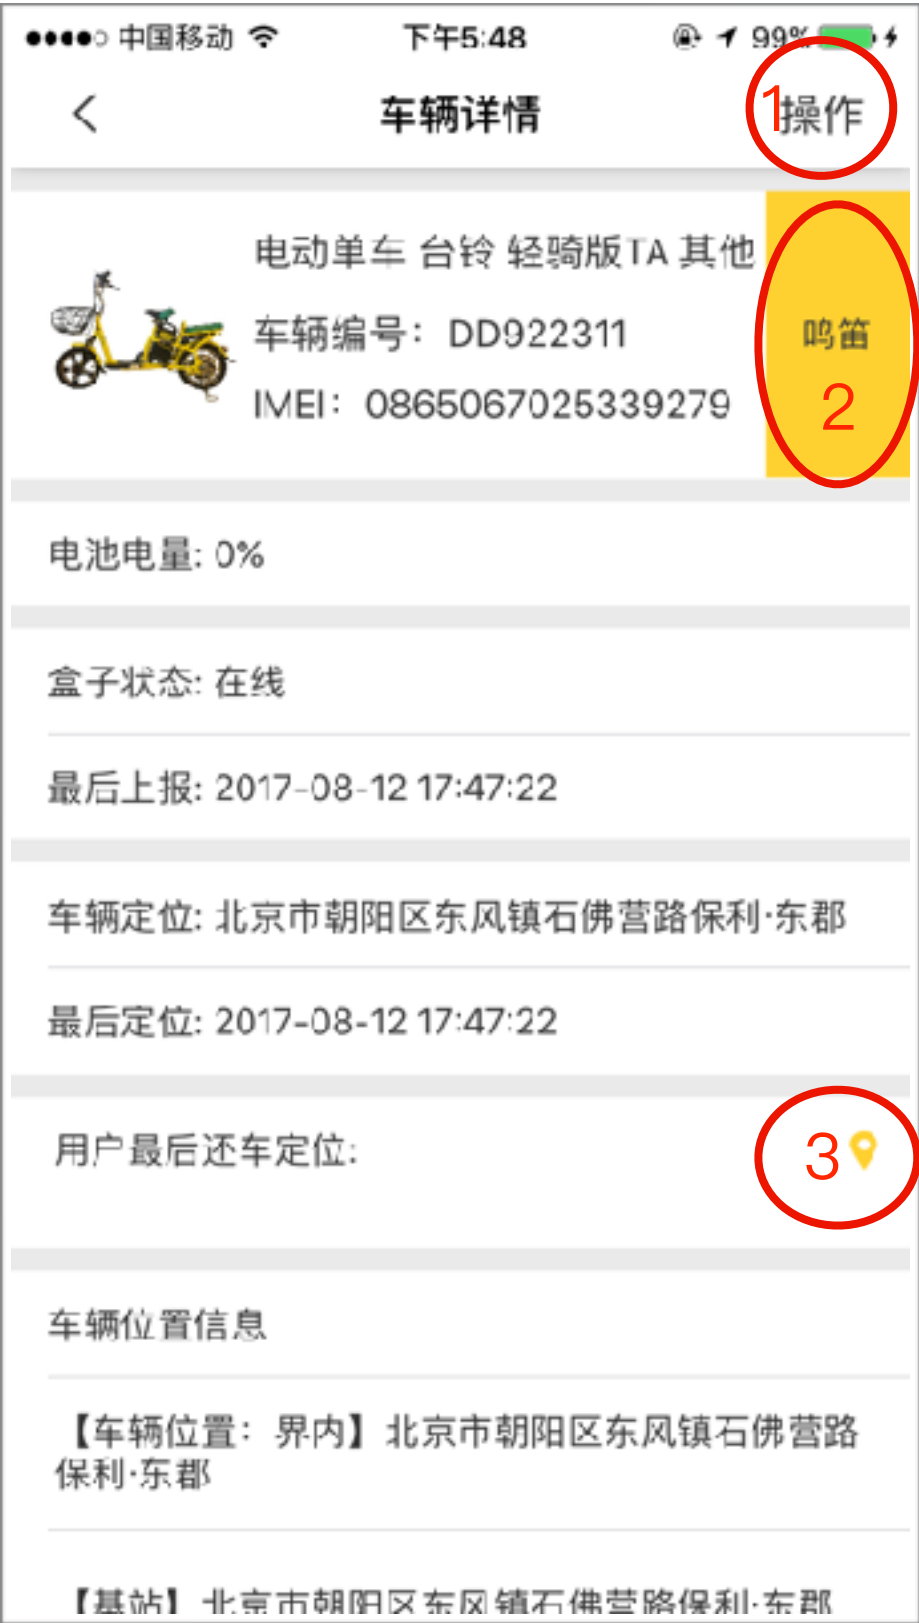 中国移动 下午5:48 99%
车辆详情 1操作
电动单车 台铃 轻骑版TA 其他
车辆编号：DD922311
鸣笛
2
IMEI：0865067025339279
电池电量: 0%
盒子状态: 在线
最后上报: 2017-08-12 17:47:22
车辆定位: 北京市朝阳区东风镇石佛营路保利·东郡
最后定位: 2017-08-12 17:47:22
用户最后还车定位: 3
车辆位置信息
【车辆位置：界内】北京市朝阳区东风镇石佛营路
保利·东郡
【基站】北京市朝阳区东风镇石佛营路保利·东郡